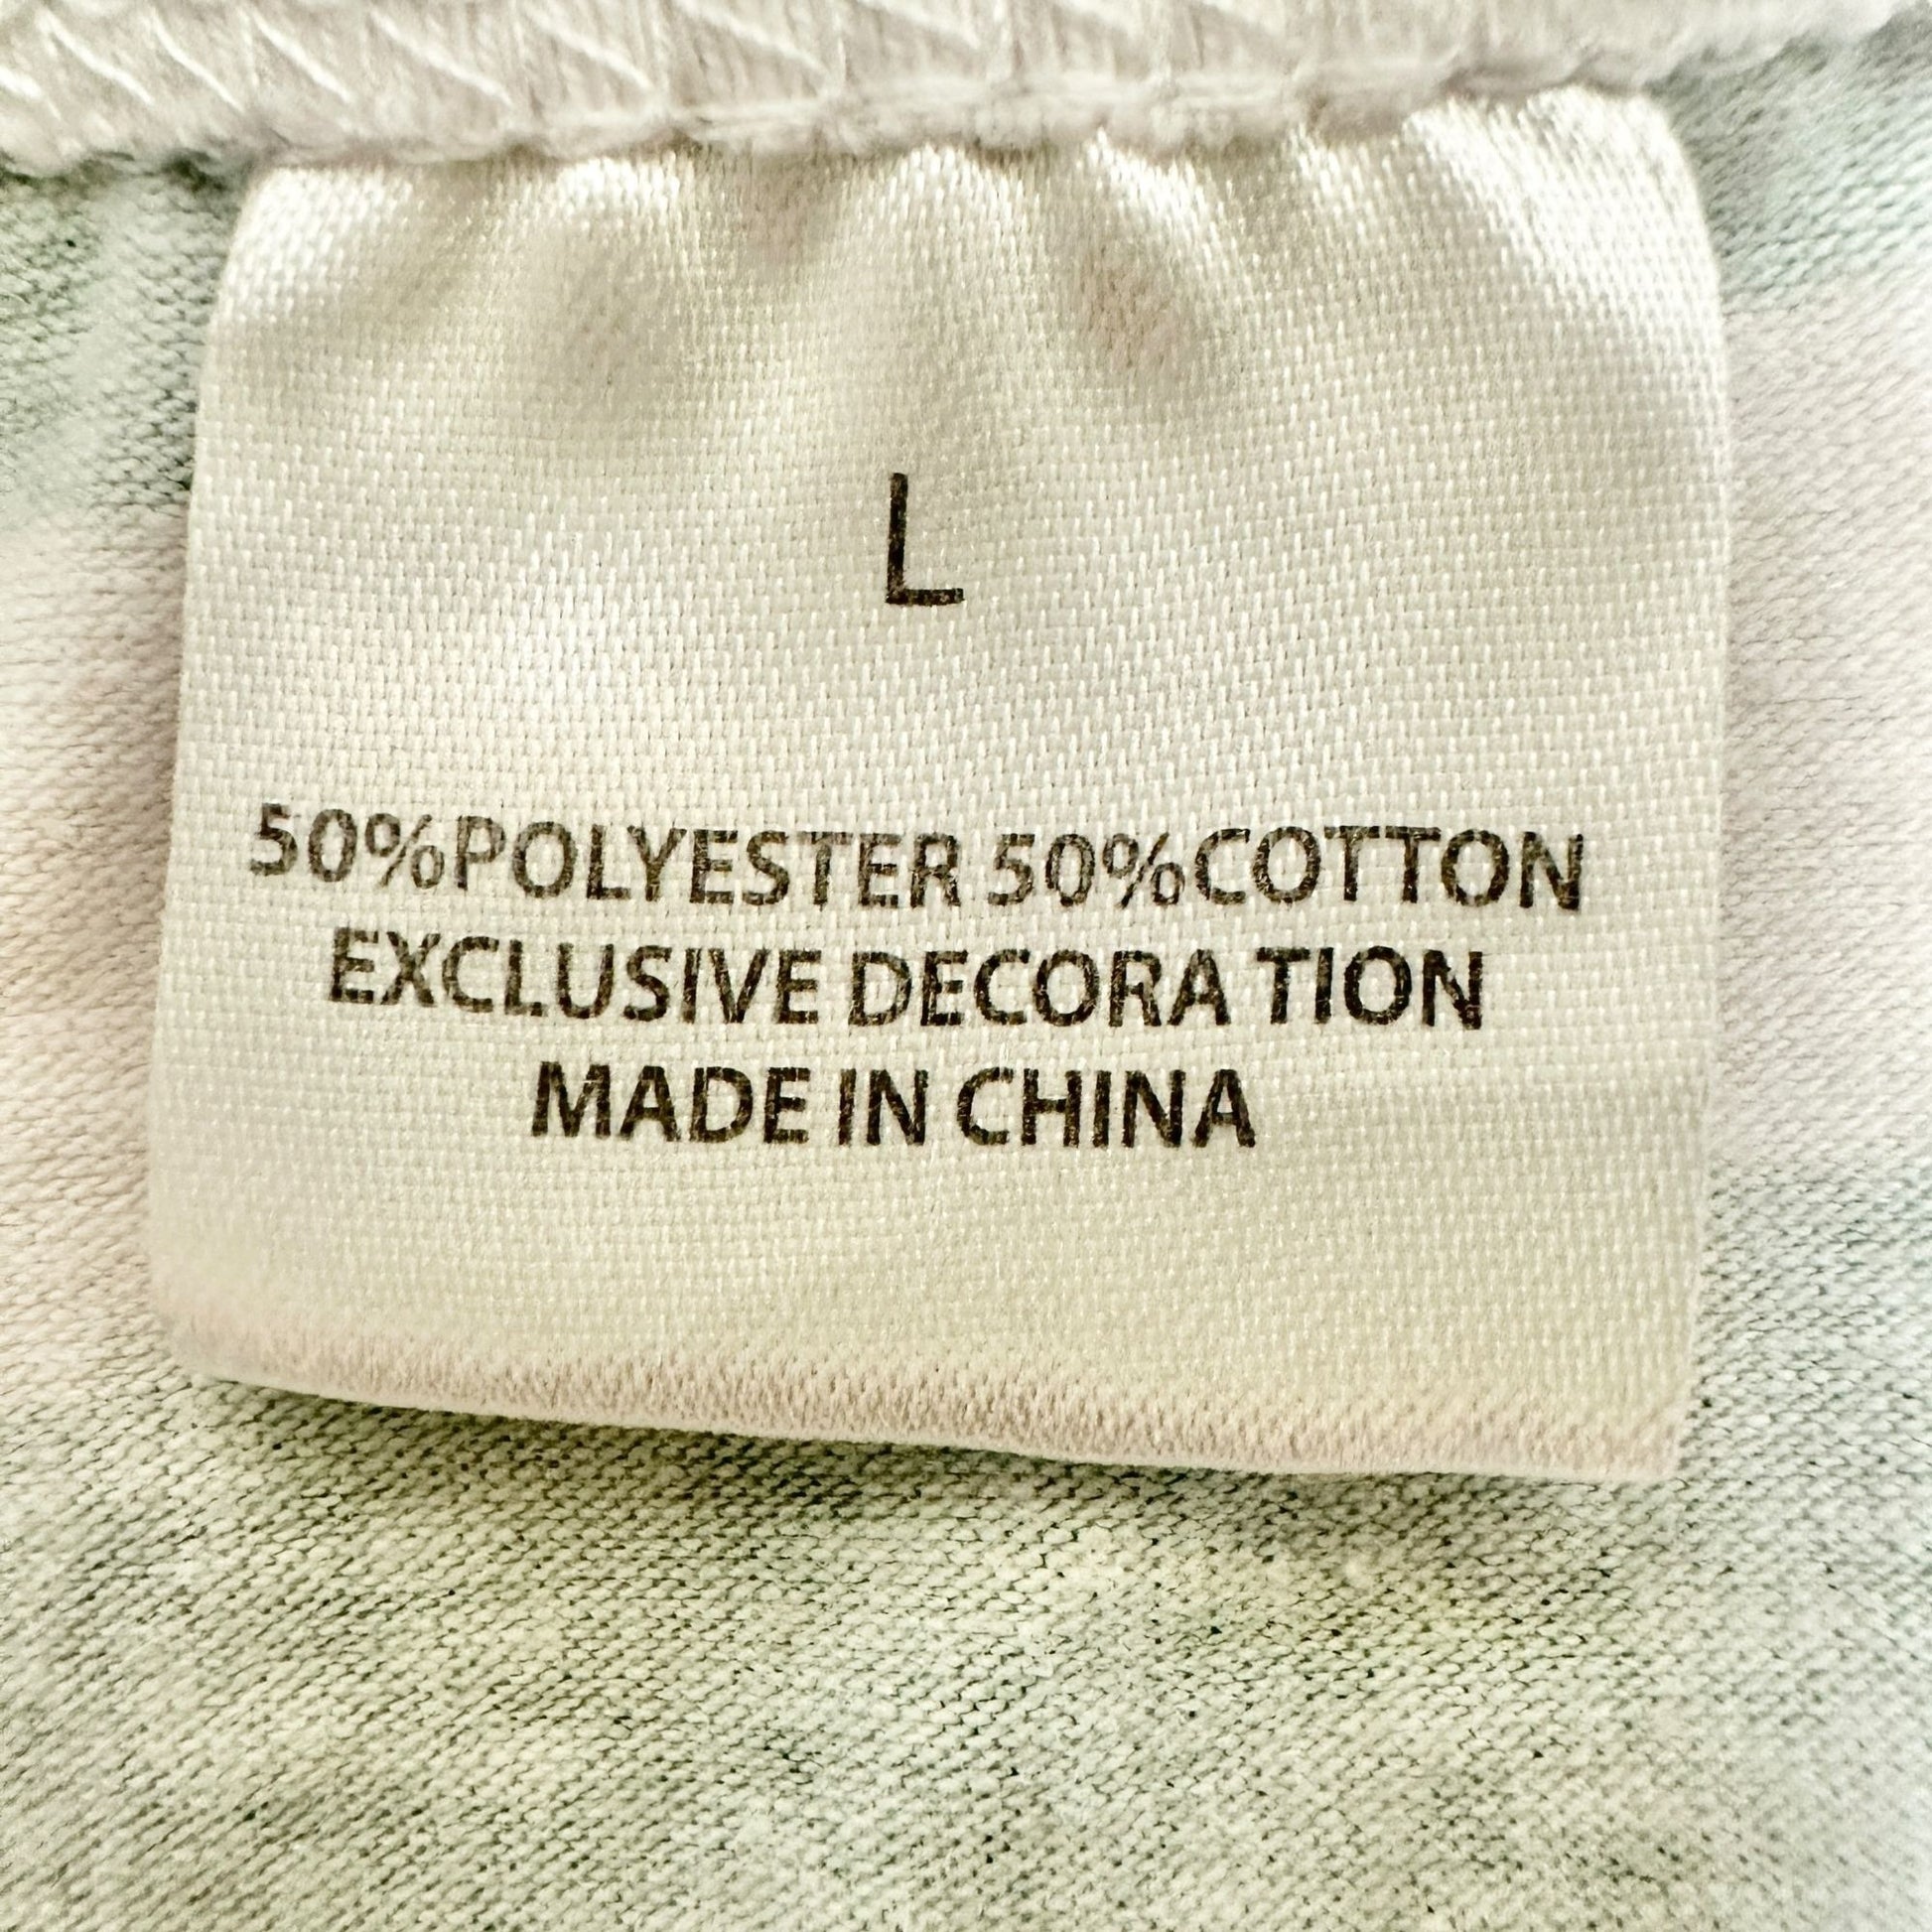 L
50%POLYESTER 50%COTTON
EXCLUSIVE DECORA TION
MADE IN CHINA